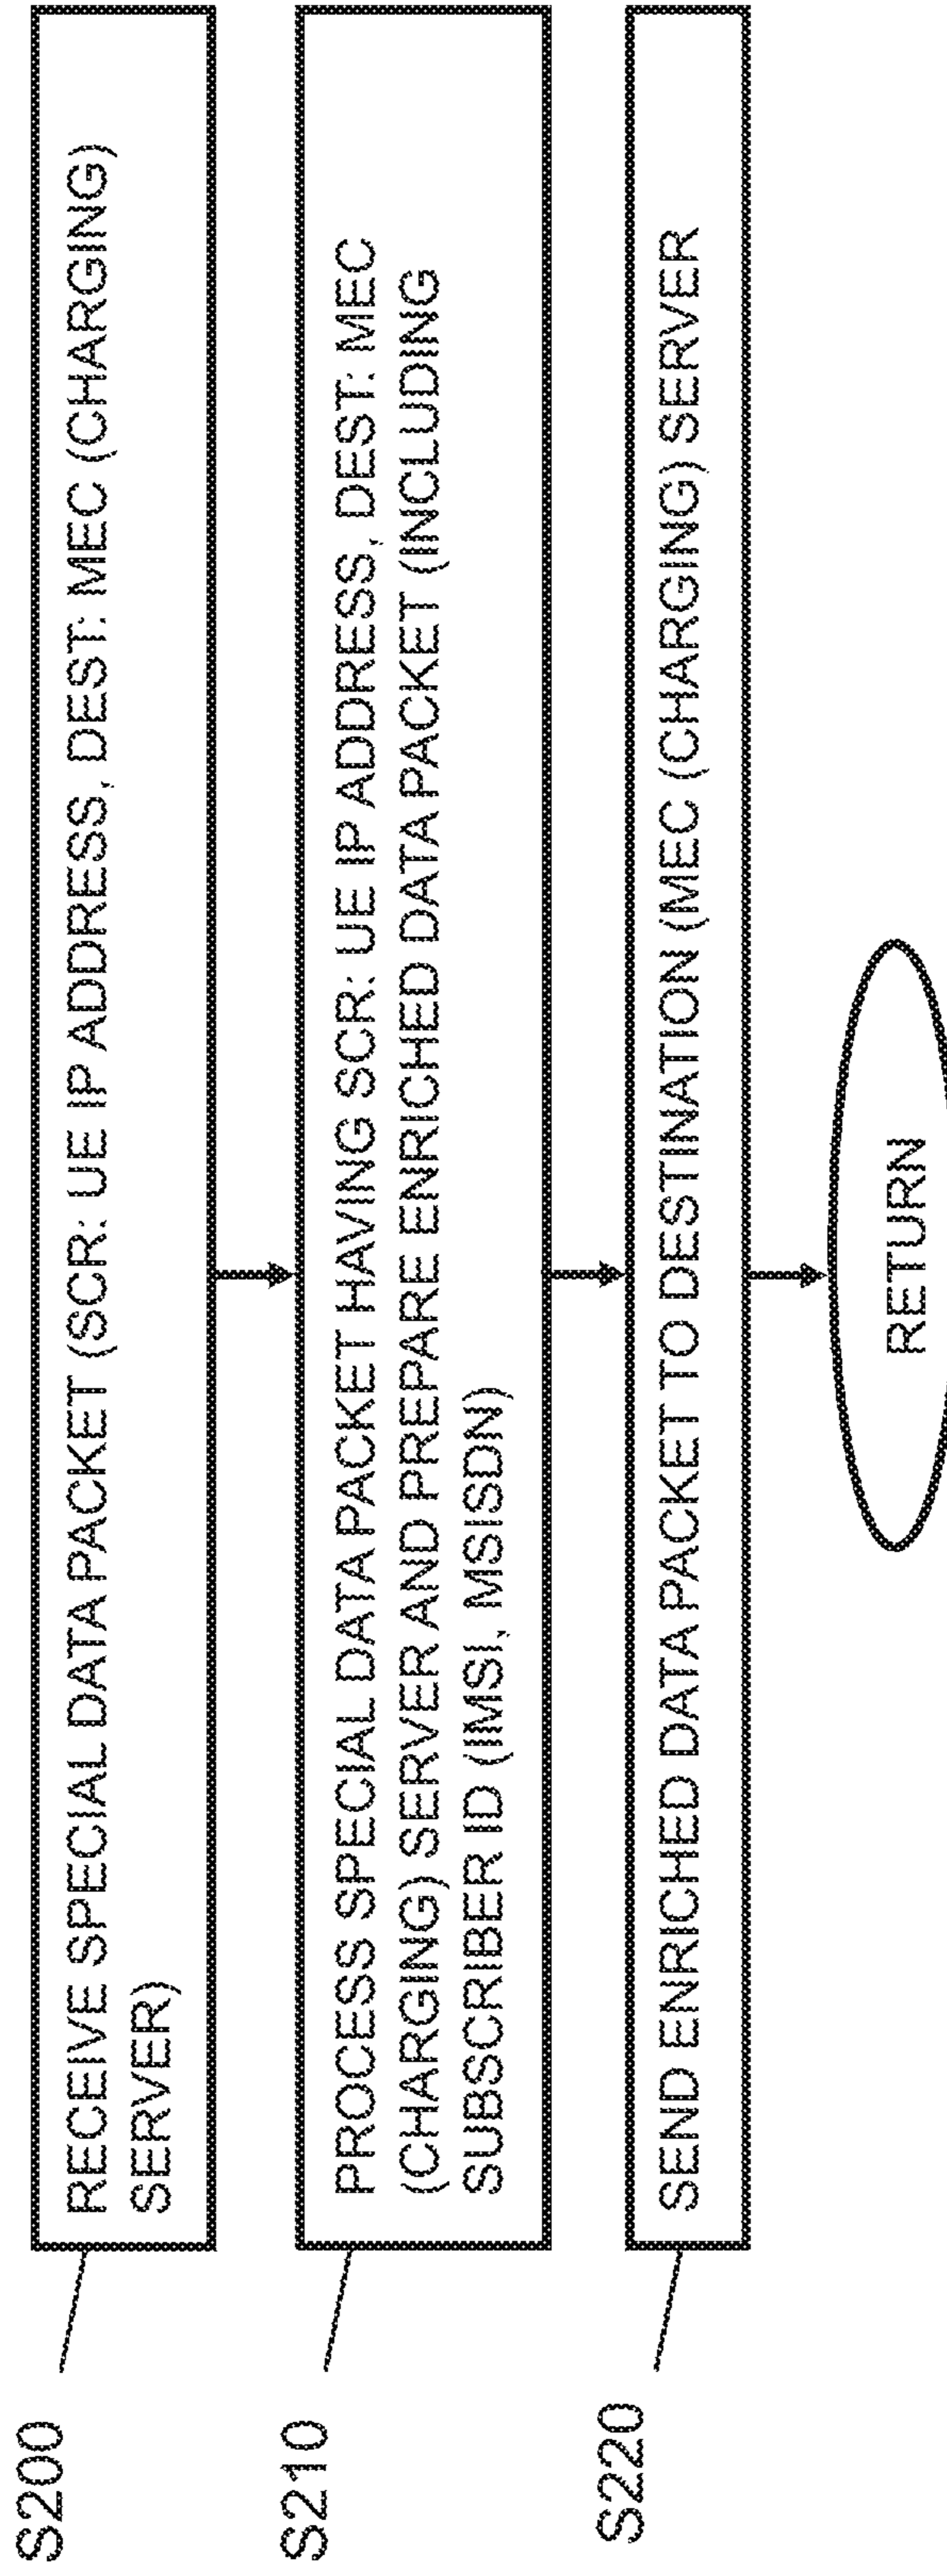 S200
RECEIVE SPECIAL DATA PACKET (SCR: UE IP ADDRESS, DEST: MEC (CHARGING)
SERVER)
S210
PROCESS SPECIAL DATA PACKET HAVING SCR: UE IP ADDRESS, DEST: MEC
(CHARGING) SERVER AND PREPARE ENRICHED DATA PACKET (INCLUDING
SUBSCRIBER ID (IMSI, MSISDN)
S220
SEND ENRICHED DATA PACKET TO DESTINATION (MEC (CHARGING) SERVER
RETURN